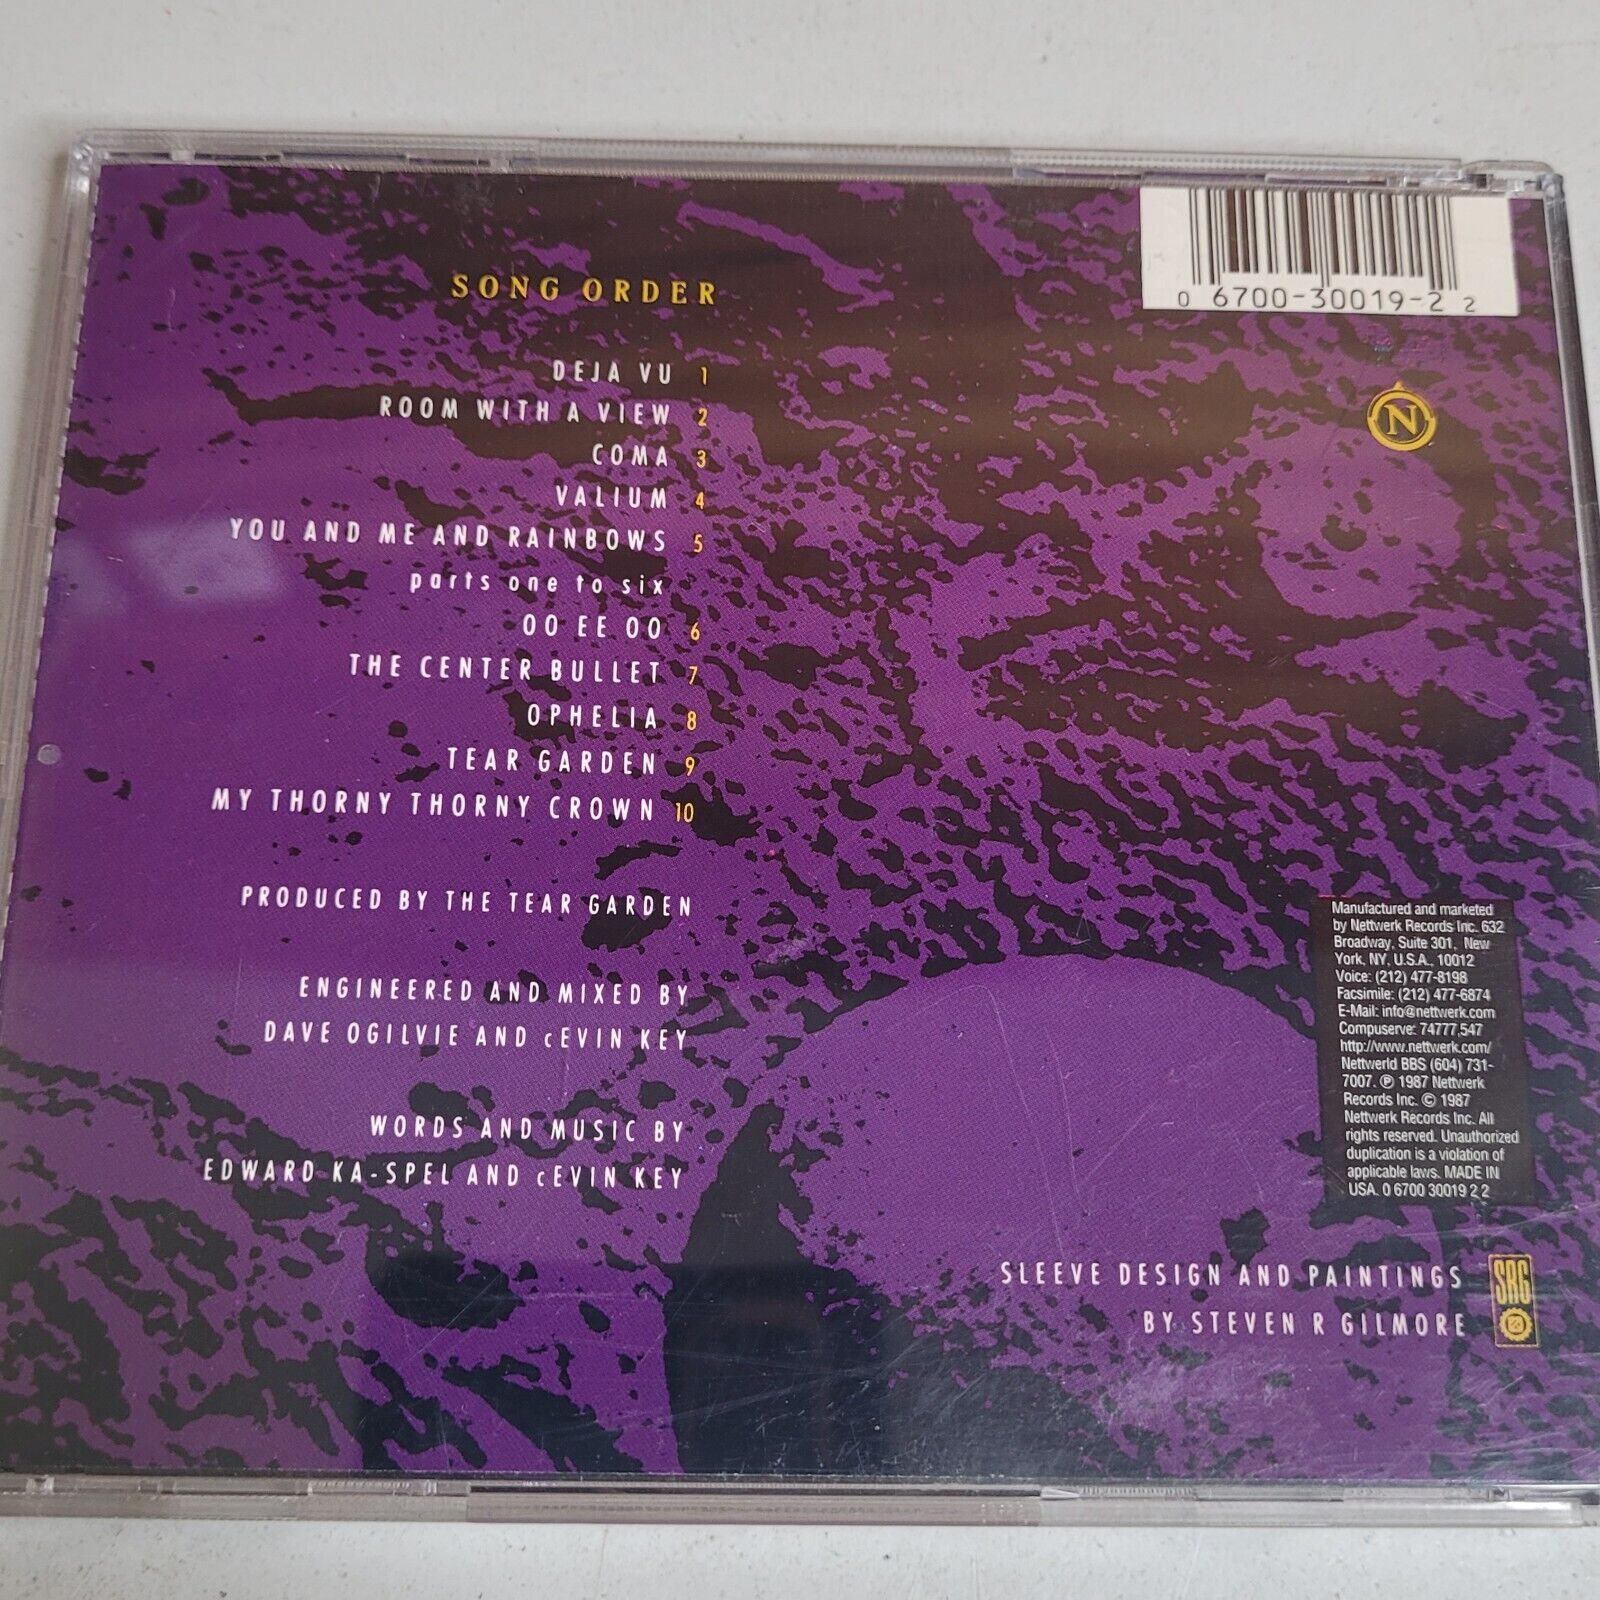 SONG ORDER
DEJA VU 1
ROOM WITH A VIEW 2
COMA 3
VALIUM 4
YOU AND ME AND RAINBOWS 5
parts one to six
OO EE OO 6
THE CENTER BULLET 7
OPHELIA 8
TEAR GARDEN 9
MY THORNY THORNY CROWN 10
PRODUCED BY THE TEAR GARDEN
ENGINEERED AND MIXED BY
DAVE OGILVIE AND cEVIN KEY
WORDS AND MUSIC BY
EDWARD KA-SPEL AND cEVIN KEY
0 6700-30019-2 2
N
Manufactured and marketed
by Nettwerk Records Inc. 632
Broadway, Suite 301, New
York, NY, U.S.A., 10012
Voice: (212) 477-8198
Facsimile: (212) 477-6874
E-Mail: info@nettwerk.com
Compuserve: 74777,547
http://www.nettwerk.com/
Nettwerld BBS (604) 731-
7007. ℗ 1987 Nettwerk
Records Inc. © 1987
Nettwerk Records Inc. All
rights reserved. Unauthorized
duplication is a violation of
applicable laws. MADE IN
USA. 0 6700 30019 2 2
SLEEVE DESIGN AND PAINTINGS
BY STEVEN R GILMORE
SRG